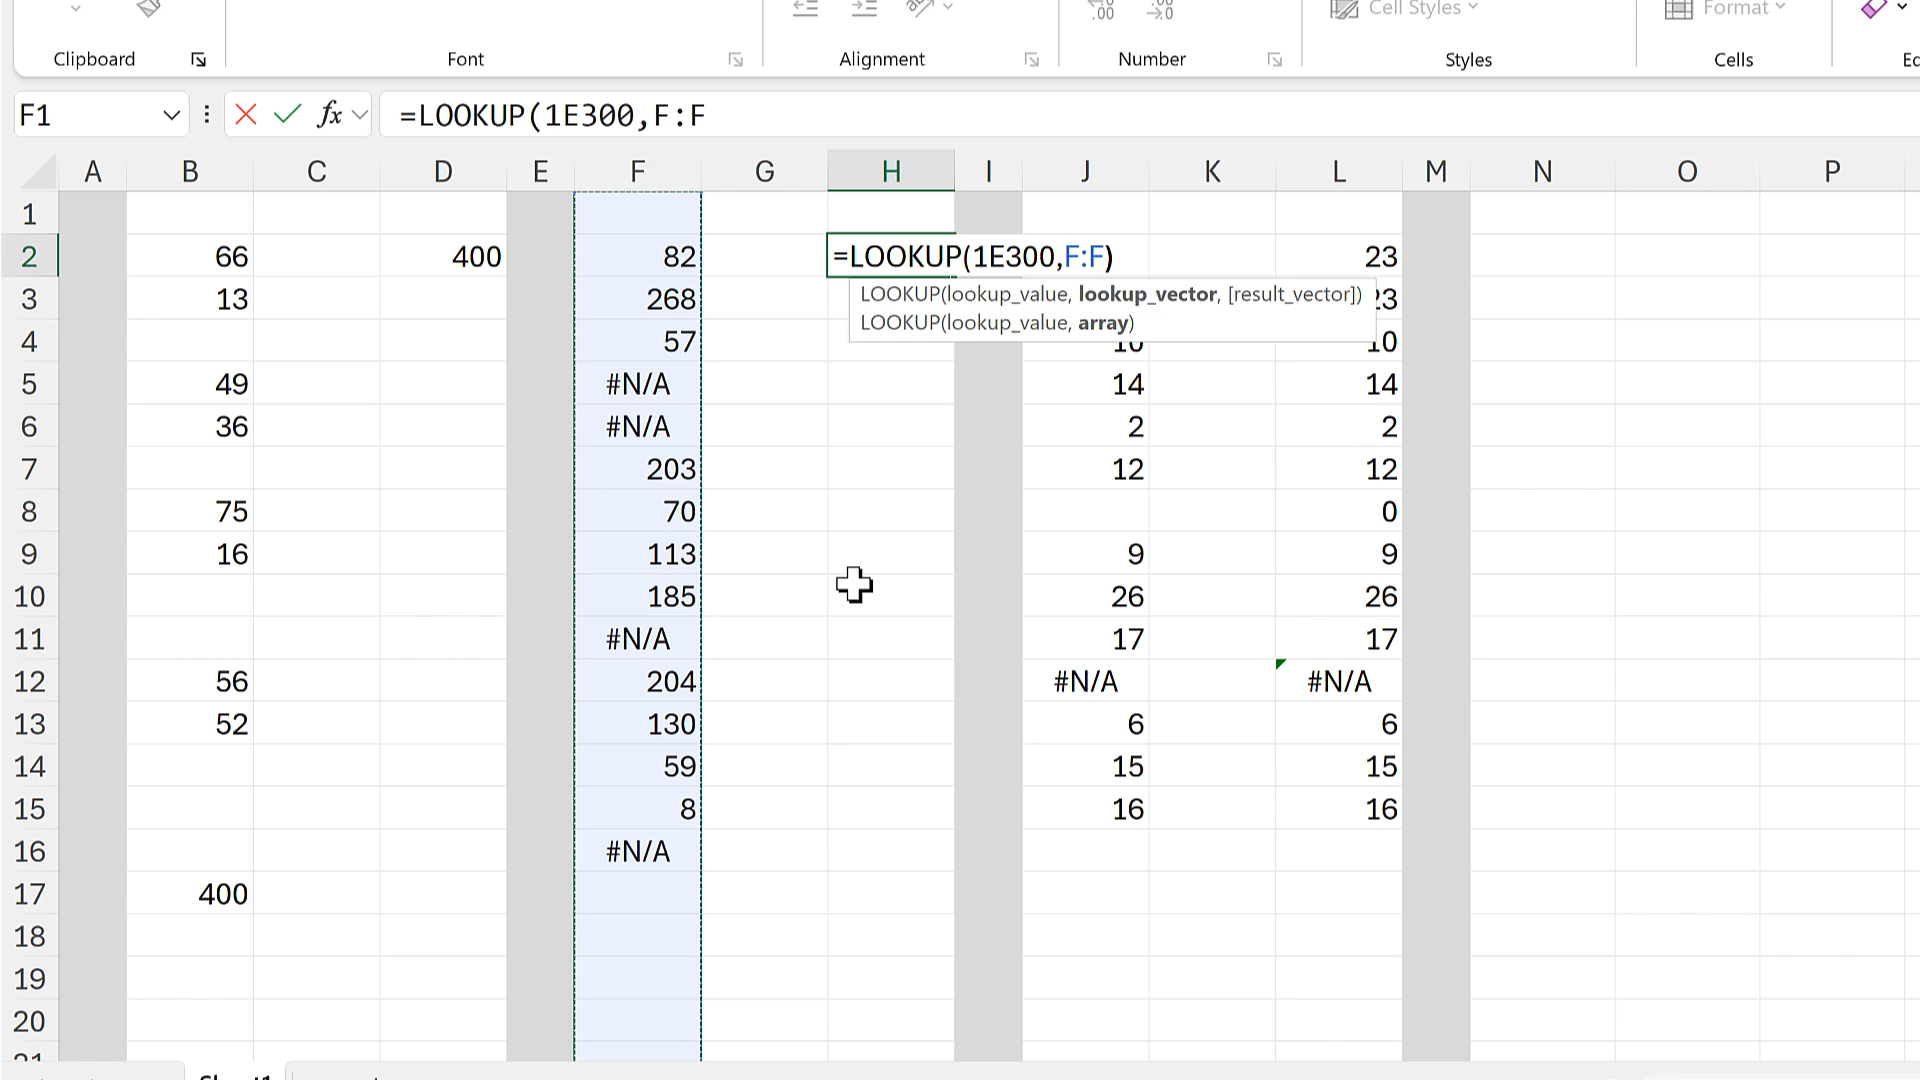 .00 .00
→0
Cell Styles
Format
Clipboard Font Alignment Number Styles Cells
F1 fx =LOOKUP(1E300,F:F
A B C D E F G H I J K L M N O P
1
2 66 400 82 =LOOKUP(1E300,F:F) 23
LOOKUP(lookup_value, lookup_vector, [result_vector])
3 13 268 23
LOOKUP(lookup_value, array)
4 57 10 10
5 49 #N/A 14 14
6 36 #N/A 2 2
7 203 12 12
8 75 70 0
9 16 113 9 9
10 185 26 26
11 #N/A 17 17
12 56 204 #N/A #N/A
13 52 130 6 6
14 59 15 15
15 8 16 16
16 #N/A
17 400
18
19
20
21
Sheet1